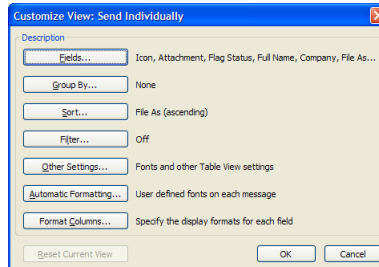 Customize View: Send Individually
Description
Fields... Icon, Attachment, Flag Status, Full Name, Company, File As...
Group By... None
Sort... File As (ascending)
Filter... Off
Other Settings... Fonts and other Table View settings
Automatic Formatting... User defined fonts on each message
Format Columns... Specify the display formats for each field
Reset Current View OK Cancel